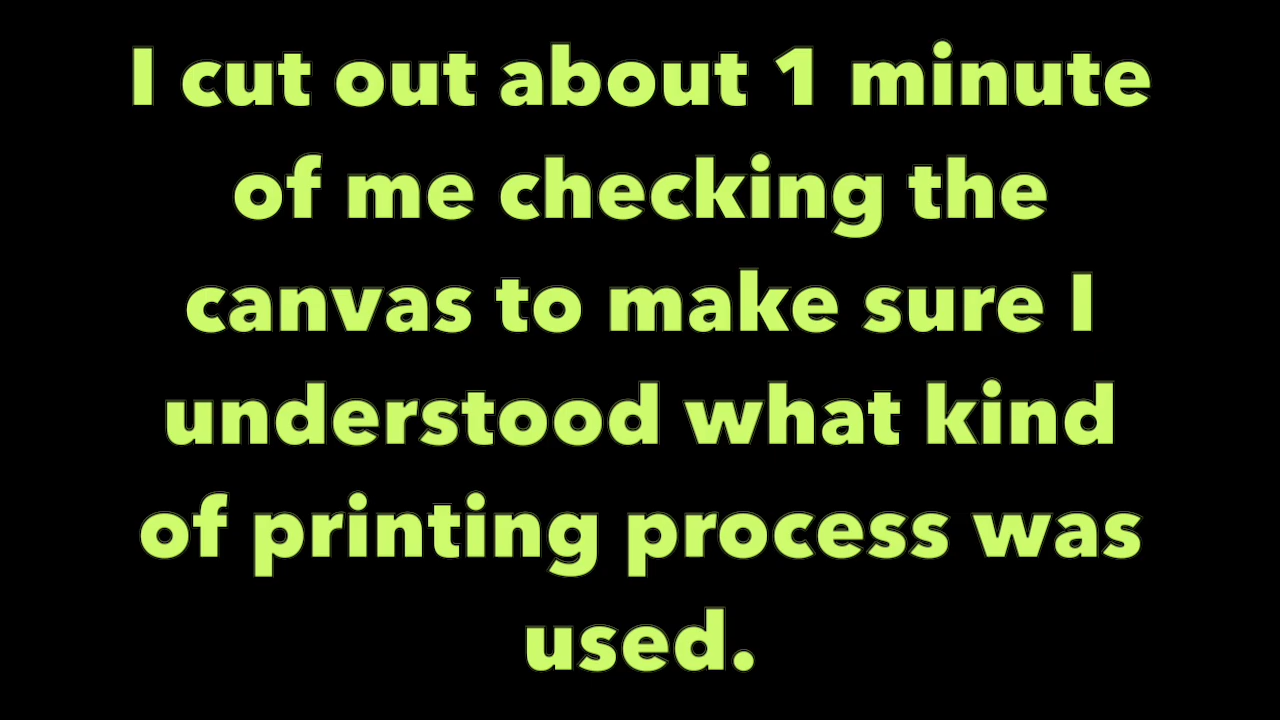 I cut out about 1 minute
of me checking the
canvas to make sure I
understood what kind
of printing process was
used.